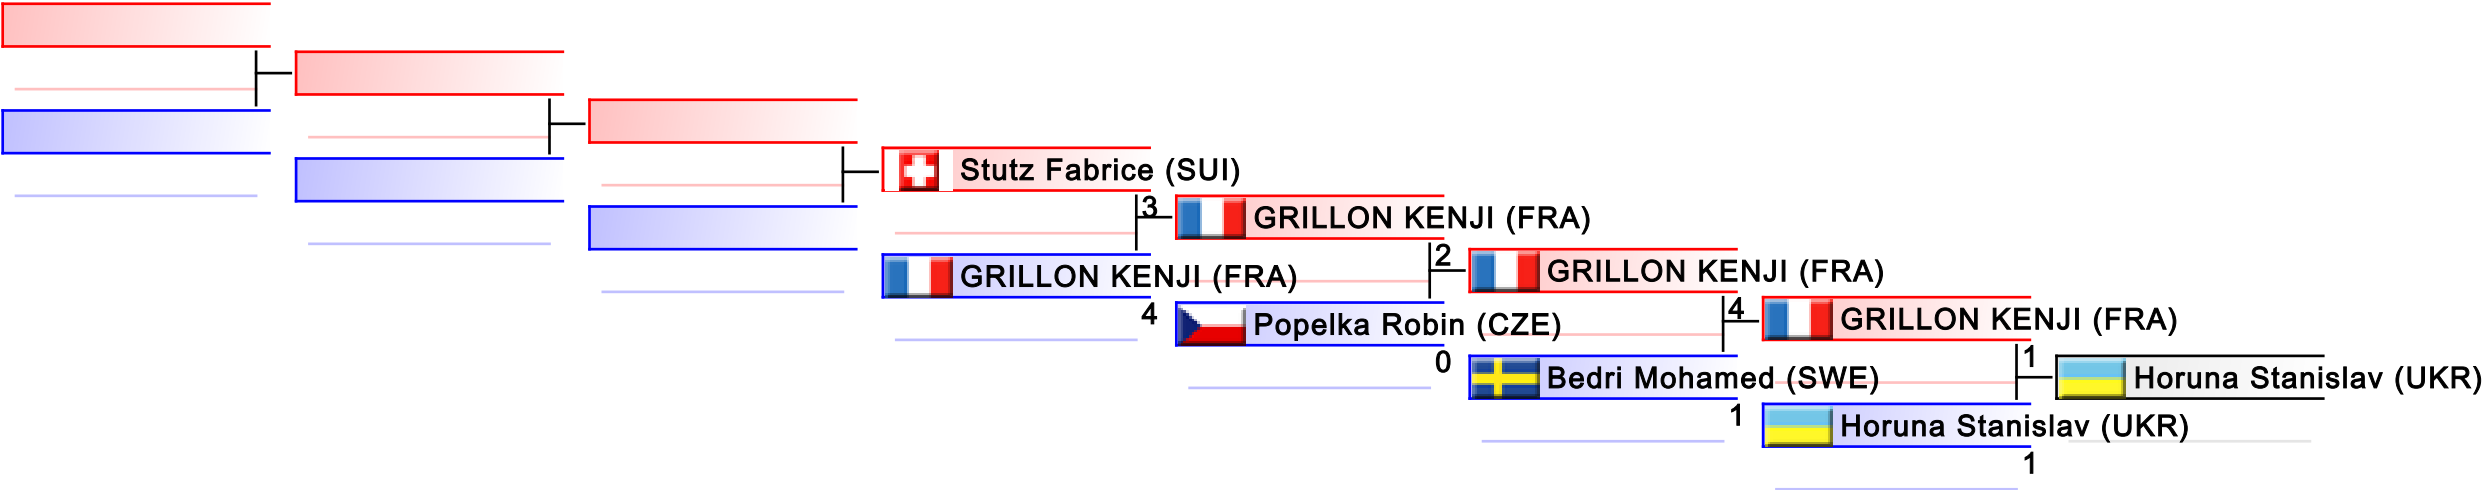 Stutz Fabrice (SUI)
3
GRILLON KENJI (FRA)
GRILLON KENJI (FRA)
4
2
GRILLON KENJI (FRA)
Popelka Robin (CZE)
0
4
GRILLON KENJI (FRA)
Bedri Mohamed (SWE)
1
1
Horuna Stanislav (UKR)
Horuna Stanislav (UKR)
1